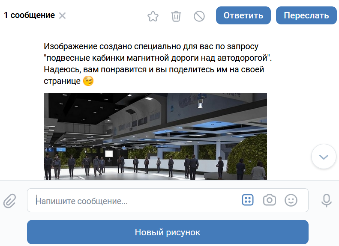 1 сообщение
Ответить
Переслать
Изображение создано специально для вас по запросу
"подвесные кабинки магнитной дороги над автодорогой".
Надеюсь, вам понравится и вы поделитесь им на своей
странице 😉
Напишите сообщение...
Новый рисунок